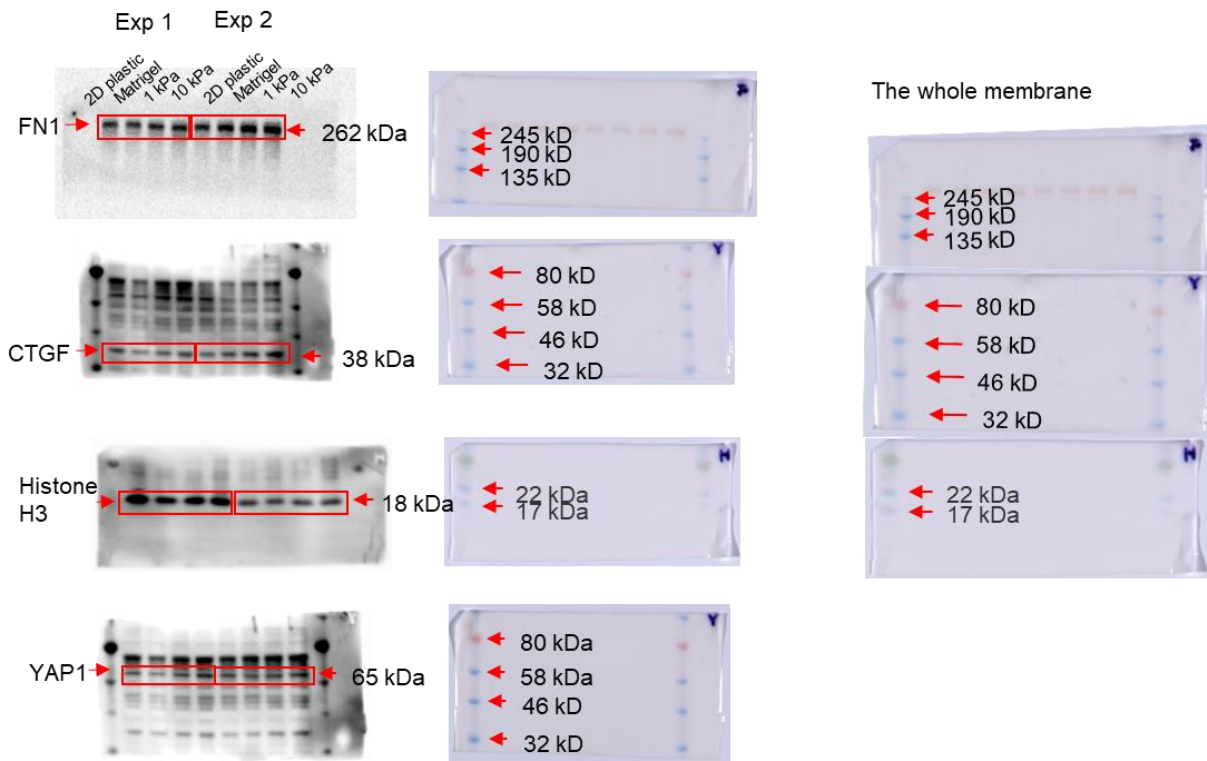 Exp 1
Exp 2
2D plastic
Matrigel
1 kPa
10 kPa
2D plastic
Matrigel
1 kPa
10 kPa
FN1
262 kDa
245 kD
190 kD
135 kD
P
The whole membrane
245 kD
190 kD
135 kD
P
CTGF
38 kDa
80 kD
58 kD
46 kD
32 kD
Y
80 kD
58 kD
46 kD
32 kD
Y
Histone
H3
18 kDa
22 kDa
17 kDa
H
22 kDa
17 kDa
H
YAP1
65 kDa
80 kDa
58 kDa
46 kD
32 kD
Y